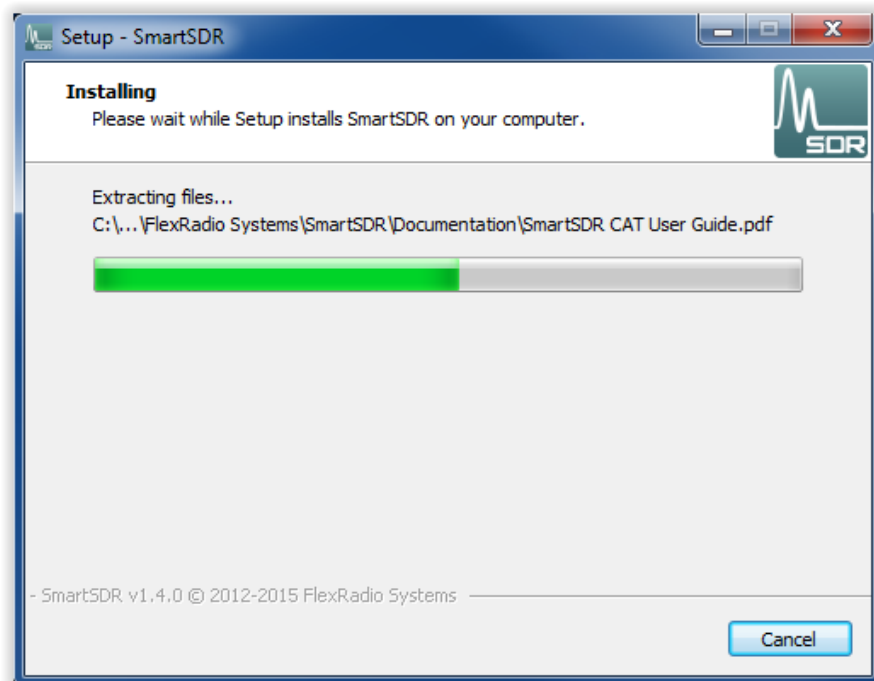 Setup - SmartSDR
Installing
Please wait while Setup installs SmartSDR on your computer.
SDR
Extracting files...
C:\...\FlexRadio Systems\SmartSDR\Documentation\SmartSDR CAT User Guide.pdf
- SmartSDR v1.4.0 © 2012-2015 FlexRadio Systems
Cancel